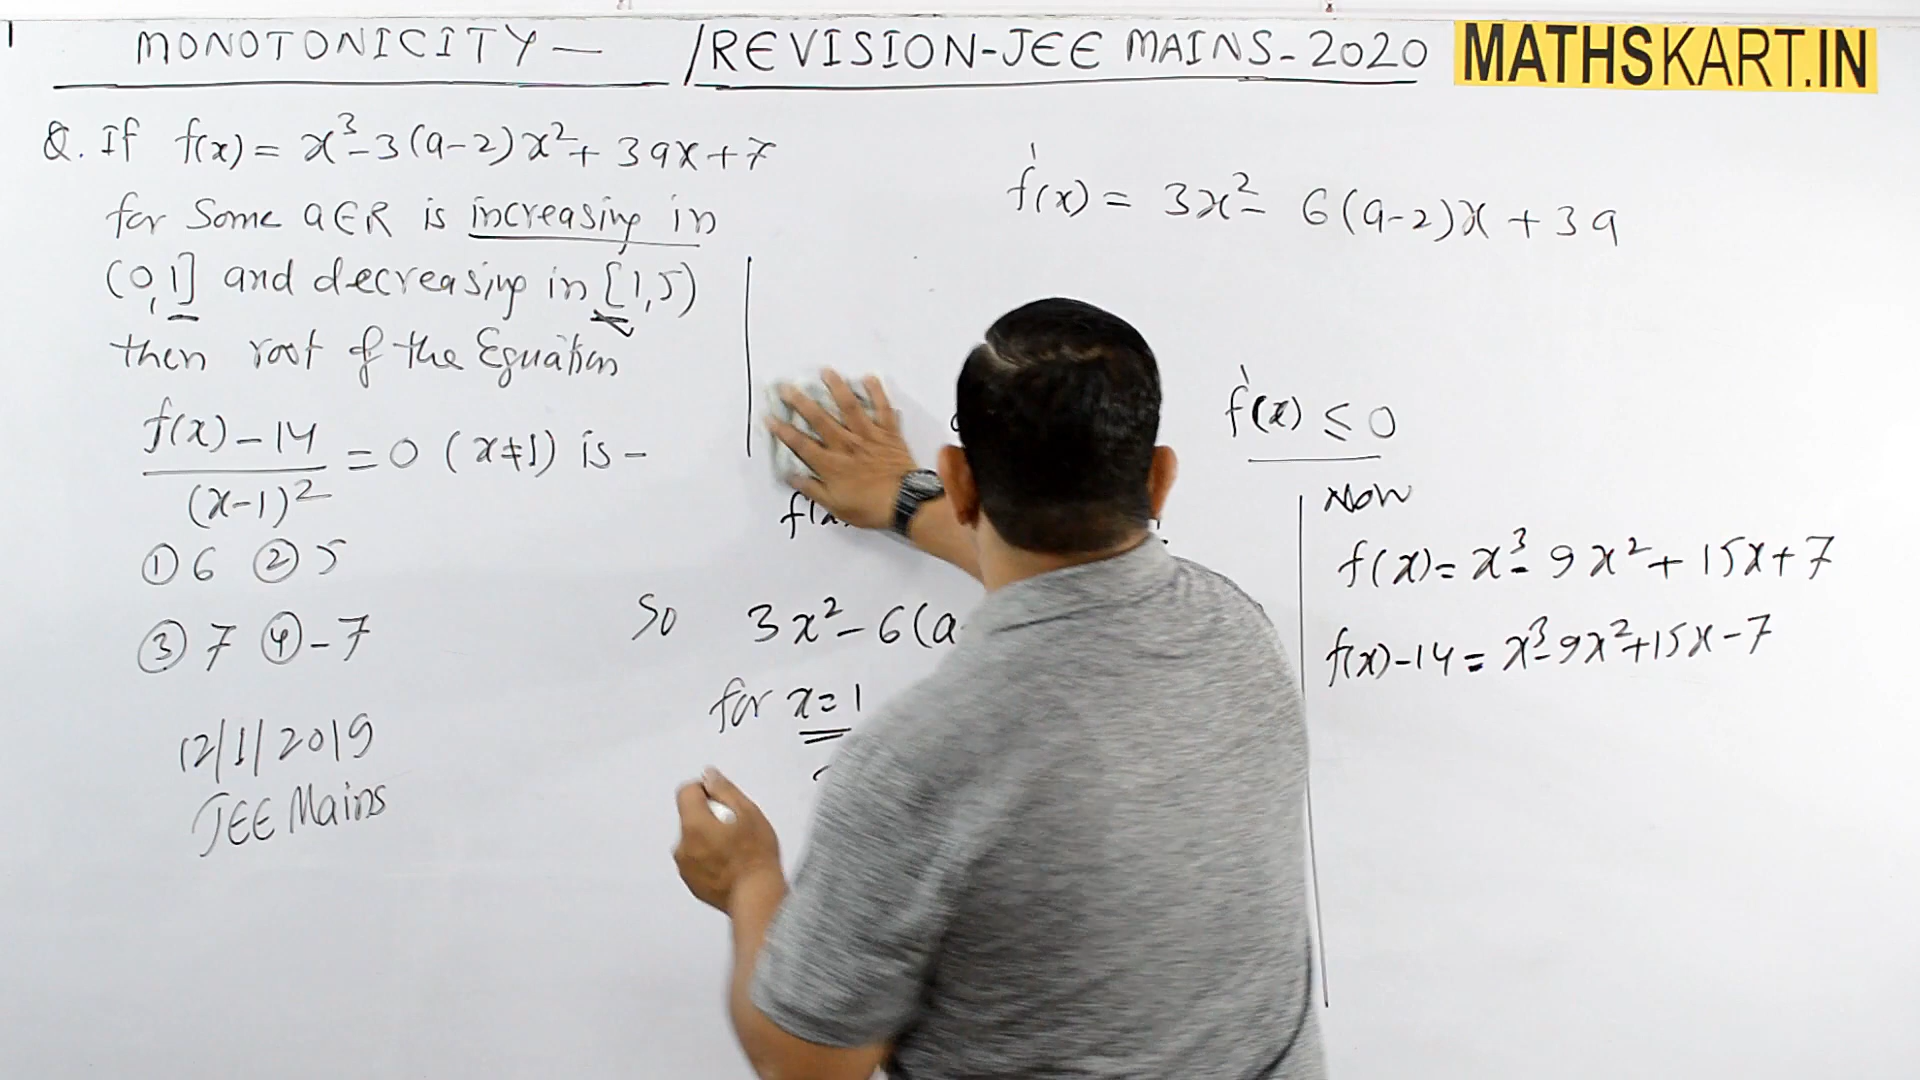 MONOTONICITY — /REVISION-JEE MAINS-2020
MATHSKART.IN
Q. If f(x) = x³-3(a-2)x²+3ax+7
for Some a∈R is increasing in
(0,1] and decreasing in [1,5)
then root of the Equation
f(x)-14
(x-1)²
=0 (x≠1) is-
① 6 ② 5
③ 7 ④ -7
12/1/2019
JEE Mains
f'(x) = 3x²- 6(a-2)x+3a
f'(x) ≤ 0
So 3x²-6(a
for x=1
Now
f(x)= x³-9x²+15x+7
f(x)-14= x³-9x²+15x-7